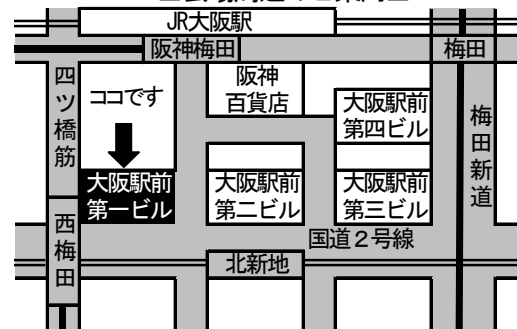 JR大阪駅
阪神梅田
梅田
四ツ橋筋
ココです
阪神
百貨店
大阪駅前
第四ビル
梅田新道
大阪駅前
第一ビル
大阪駅前
第二ビル
大阪駅前
第三ビル
西梅田
国道２号線
北新地